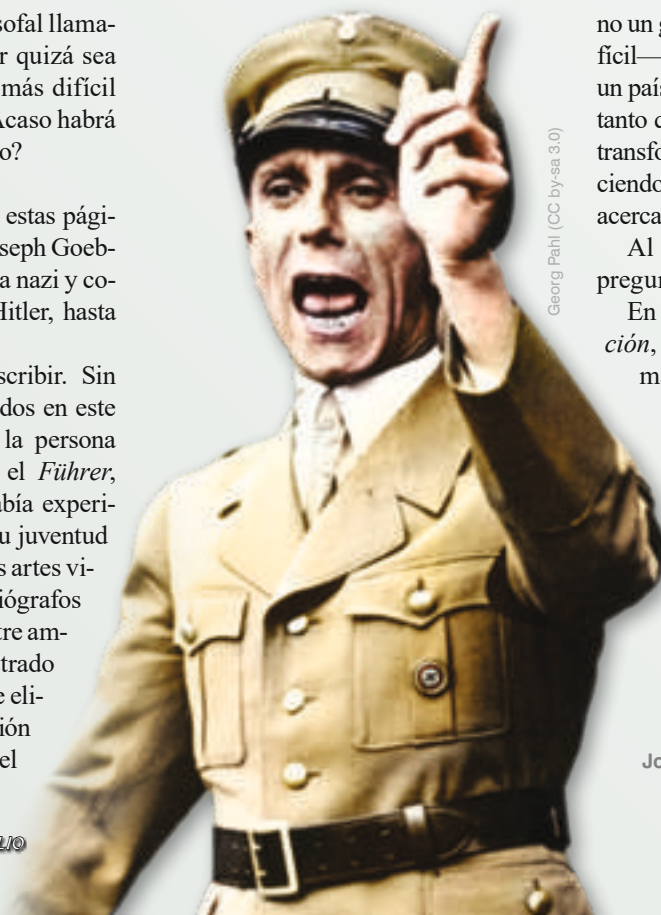 sofal llama-
r quizá sea
más difícil
Acaso habrá
o?
estas pági-
seph Goeb-
a nazi y co-
Hitler, hasta
scribir. Sin
dos en este
la persona
el Führer,
abía experi-
u juventud
s artes vi-
iógrafos
tre am-
trado
e eli-
ión
el
LIO
Georg Pahl (CC by-sa 3.0)
no un g
fícil—
un país
tanto d
transfo
ciendo
acerca
Al
pregun
En
ción,
m
Jo